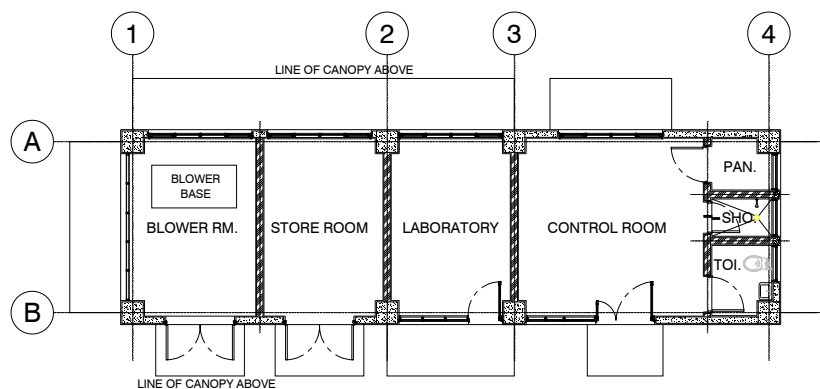 1
2
3
4
LINE OF CANOPY ABOVE
A
BLOWER
BASE
PAN.
BLOWER RM.
STORE ROOM
LABORATORY
CONTROL ROOM
SHO.
TOI.
B
LINE OF CANOPY ABOVE